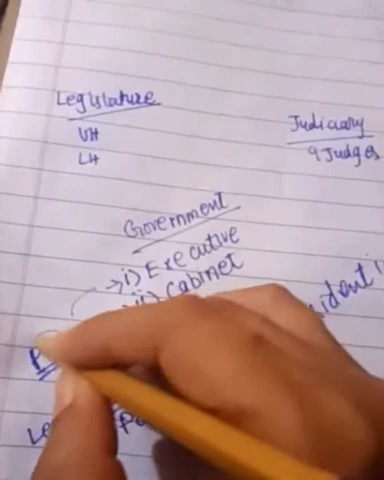 Legislature
UH
LH
Judiciary
9 Judges
Government
i) Executive
ii) Cabinet